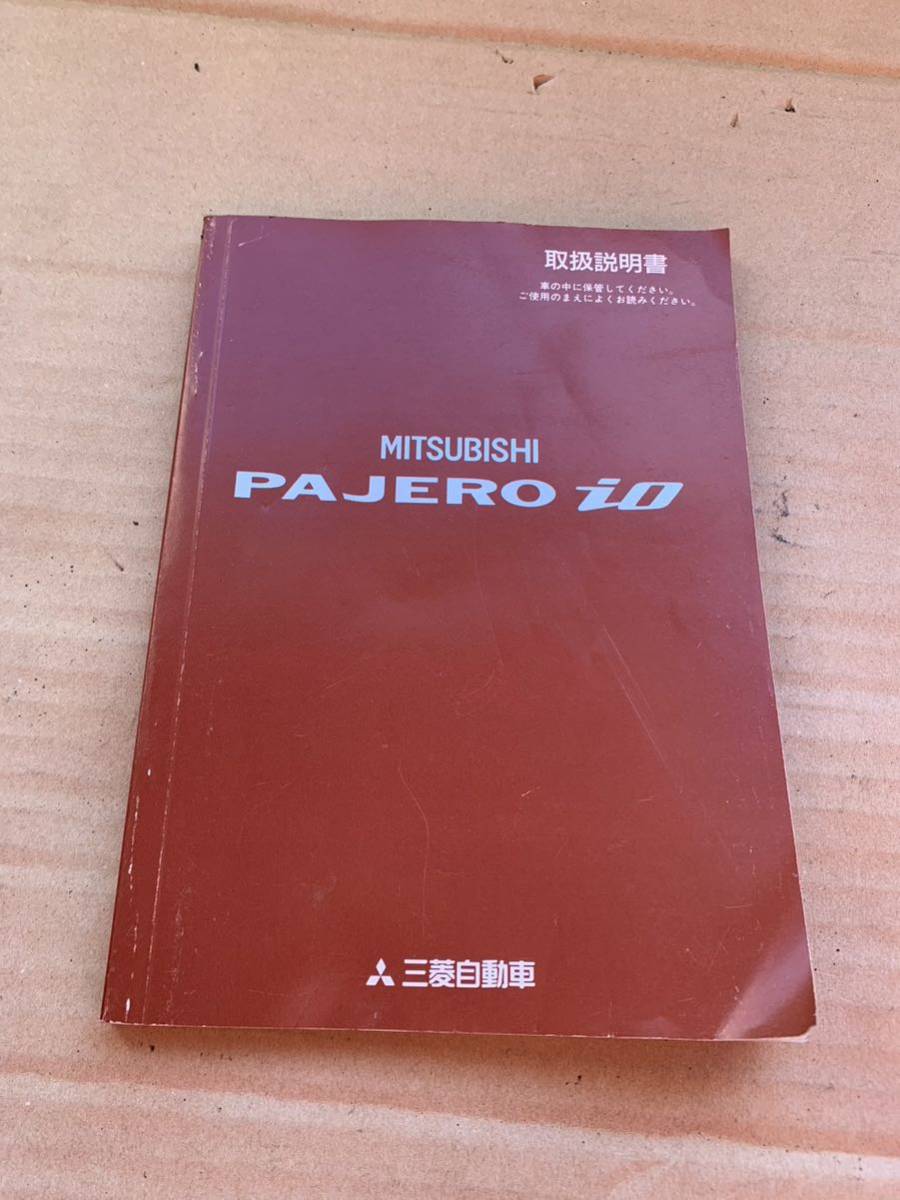 取扱説明書
車の中に保管してください。
ご使用のまえによくお読みください。
MITSUBISHI
PAJERO io
三菱自動車